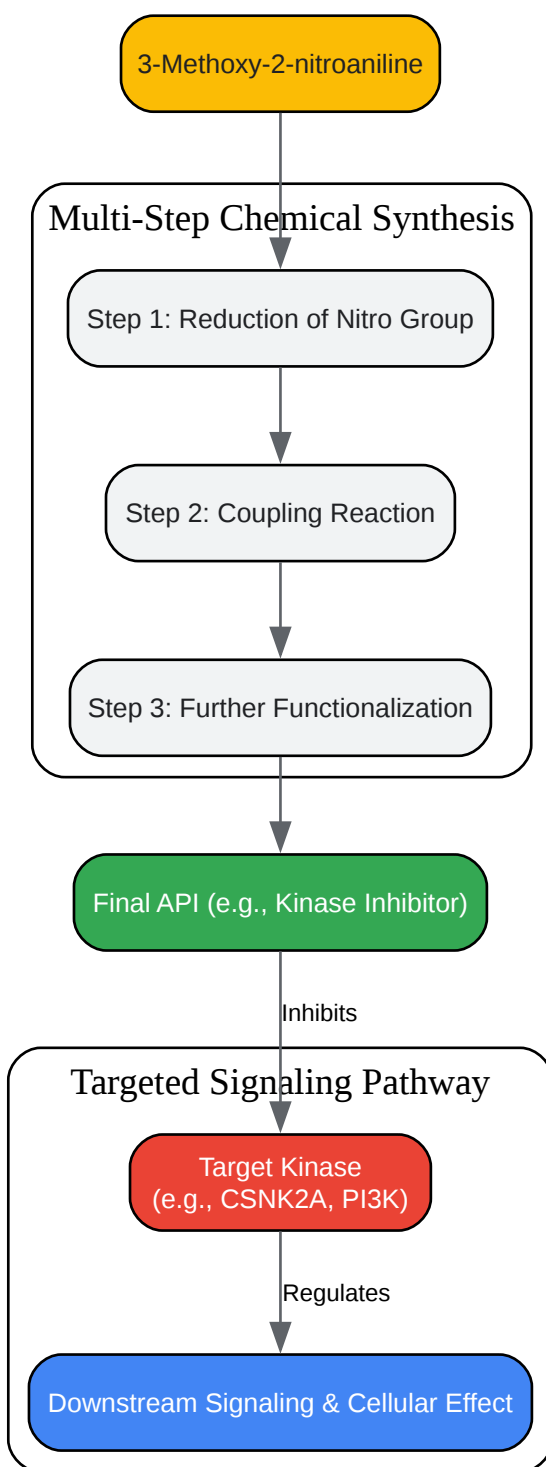 3-Methoxy-2-nitroaniline
Multi-Step Chemical Synthesis
Step 1: Reduction of Nitro Group
Step 2: Coupling Reaction
Step 3: Further Functionalization
Final API (e.g., Kinase Inhibitor)
Inhibits
Targeted Signaling Pathway
Target Kinase
(e.g., CSNK2A, PI3K)
Regulates
Downstream Signaling & Cellular Effect